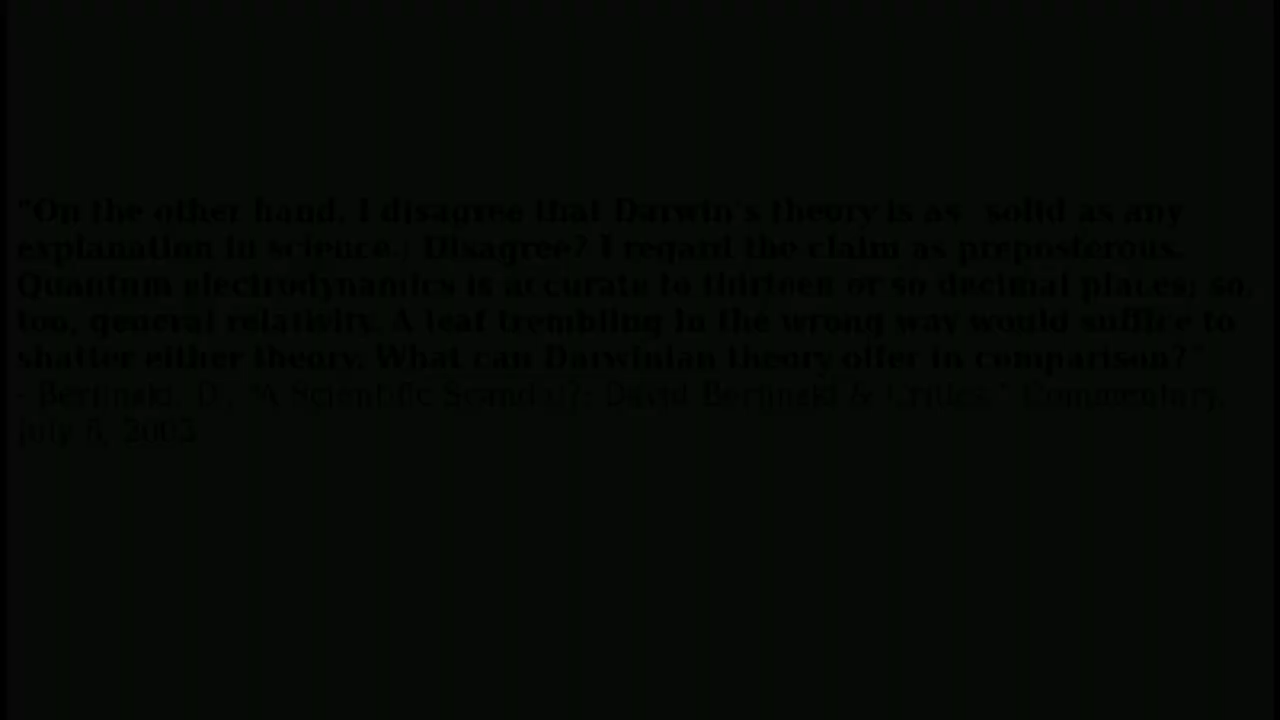 "On the other hand, I disagree that Darwin's theory is as solid as any
explanation in science.; Disagree? I regard the claim as preposterous.
Quantum electrodynamics is accurate to thirteen or so decimal places; so,
too, general relativity. A leaf trembling in the wrong way would suffice to
shatter either theory. What can Darwinian theory offer in comparison?"
- Berlinski, D., "A Scientific Scandal?: David Berlinski & Critics," Commentary,
July 8, 2003